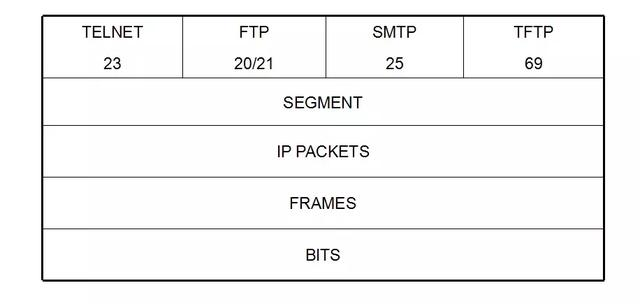 TELNET FTP SMTP TFTP
23 20/21 25 69
SEGMENT
IP PACKETS
FRAMES
BITS